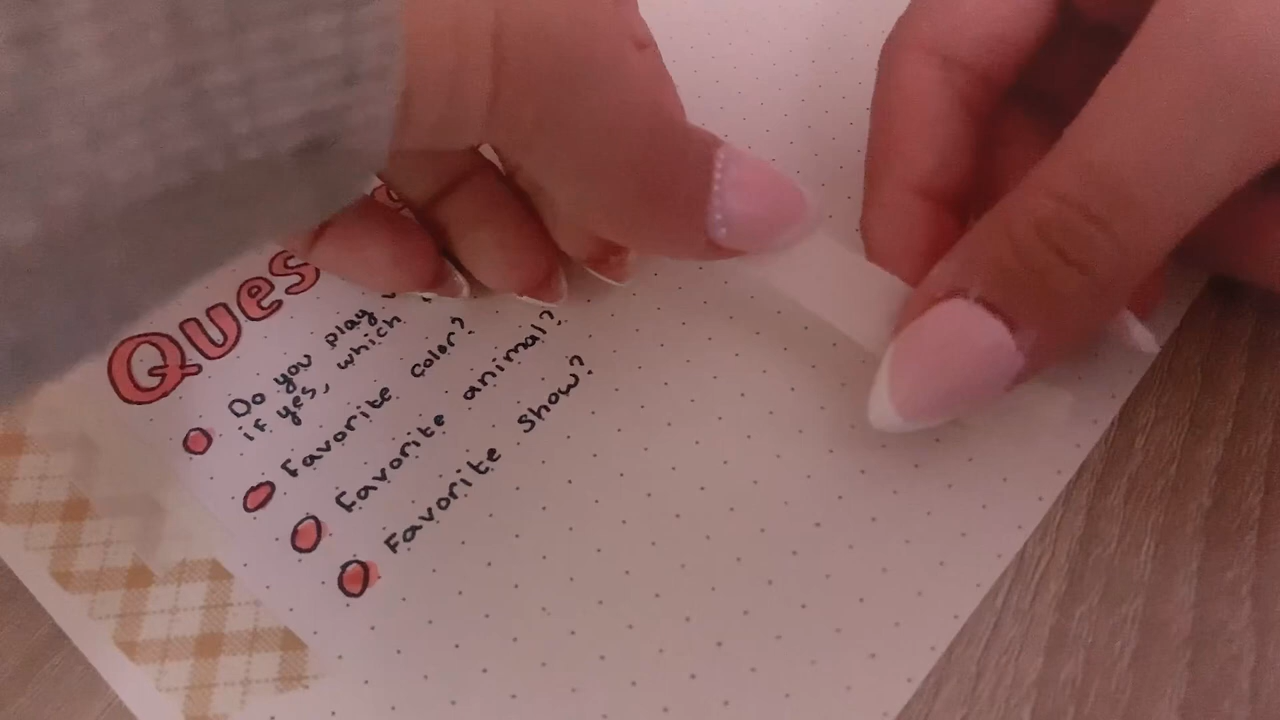 Ques
Do you play
if yes, which
Favorite color?
Favorite animal?
Favorite Show?